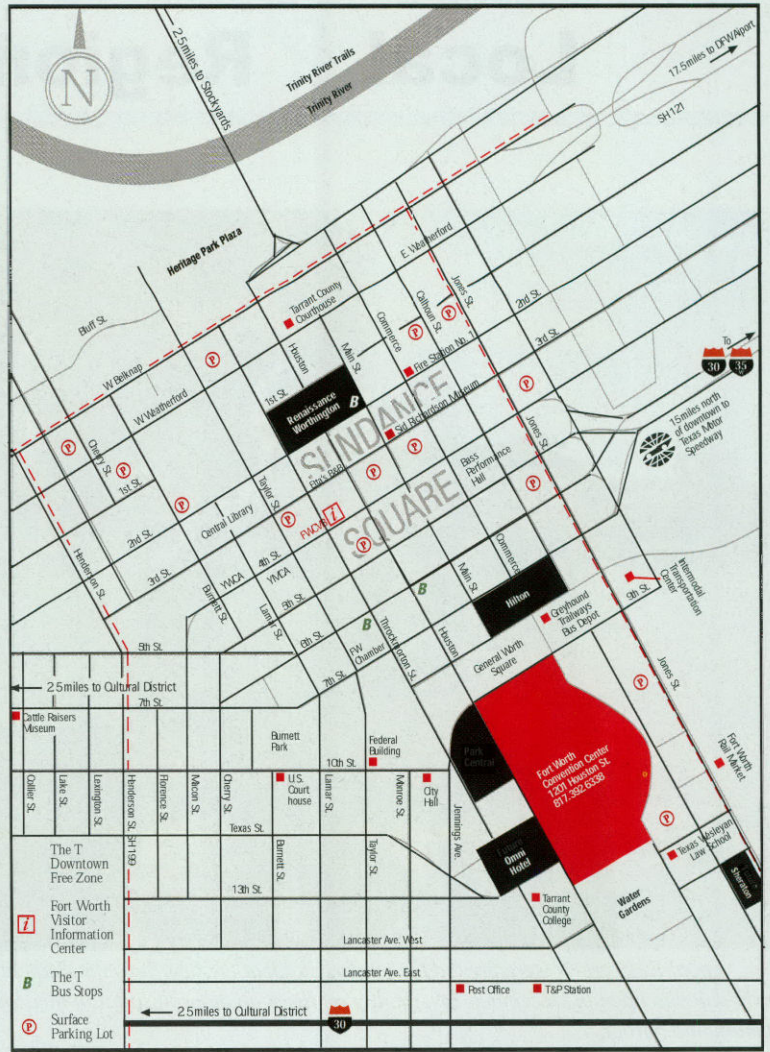 N
2.5 miles to Stockyards
Trinity River Trails
Trinity River
17.5 miles to DFW Aiport
SH 121
Heritage Park Plaza
Bluff St.
E. Weatherford
Tarrant County
Courthouse
Commerce
Calhoun St.
Jones St.
2nd St.
3rd St.
P
P
P
Houston
Main St.
Fire Station No. 1
W Belknap
W Weatherford
1st St.
Renaissance
Worthington
B
SUNDANCE
SQUARE
Sid Richardson Museum
Etta's B&B
P
To
30
35
W
1.5 miles north
of downtown to
Texas Motor
Speedway
P
P
P
Cherry St.
1st St.
P
P
Bass
Performance
Hall
Jones St.
P
Taylor St.
Central Library
P
FWCVB
i
P
2nd St.
3rd St.
4th St.
5th St.
6th St.
7th St.
YWCA
YMCA
Henderson St.
Burnett St.
Lamar St.
Throckmorton St.
FW
Chamber
B
B
Main St.
Commerce
Hilton
Houston
General Worth
Square
Greyhound
Trailways
Bus Depot
9th St.
Intermodal
Transportation
Center
5th St.
2.5 miles to Cultural District
7th St.
Cattle Raisers
Museum
Burnett
Park
Federal
Building
10th St.
Park
Central
Fort Worth
Convention Center
1201 Houston St.
817.392.6338
P
Jones St.
Fort Worth
Rail Market
Collier St.
Lake St.
Lexington St.
Henderson St.
SH 199
Florence St.
Macon St.
Cherry St.
U.S.
Court
house
Lamar St.
Monroe St.
City
Hall
Jennings Ave.
Texas St.
Burnett St.
Taylor St.
13th St.
Future
Omni
Hotel
P
Texas Wesleyan
Law School
Sheraton
Water
Gardens
Tarrant
County
College
Lancaster Ave. West
Lancaster Ave. East
Post Office
T&P Station
2.5 miles to Cultural District
30
The T
Downtown
Free Zone
i
Fort Worth
Visitor
Information
Center
B
The T
Bus Stops
P
Surface
Parking Lot